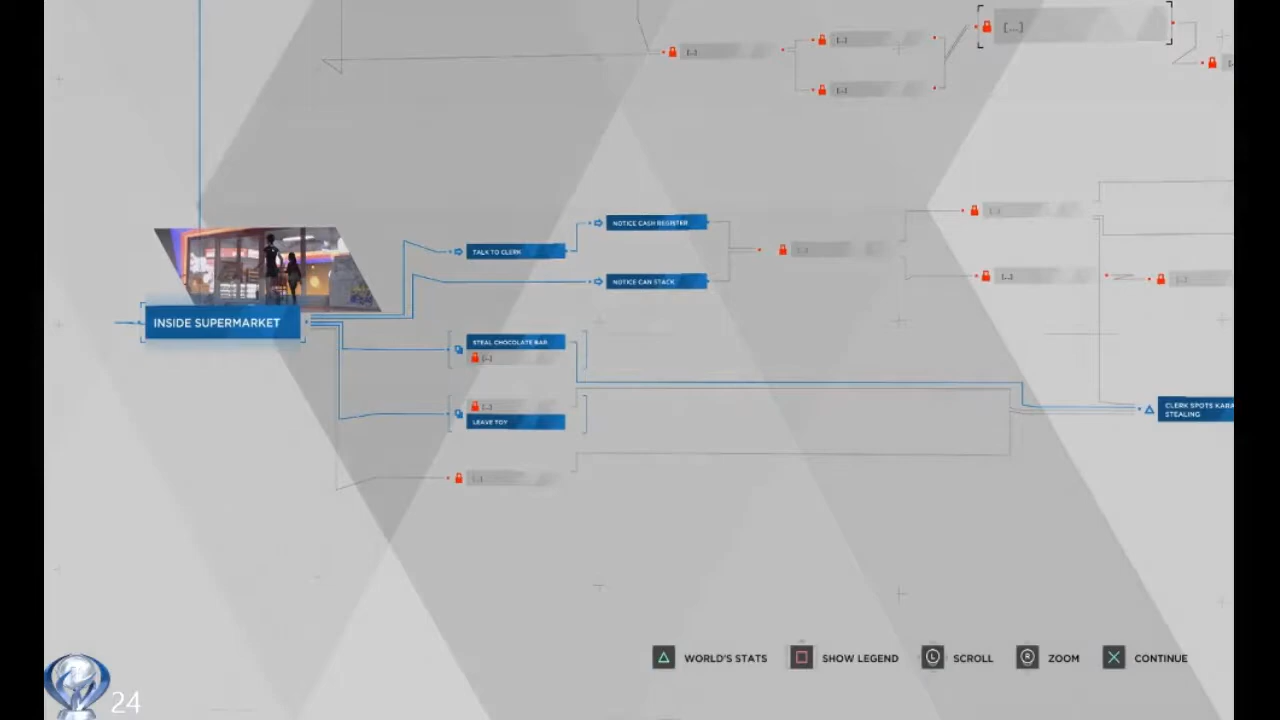 [...]
[...]
[...]
[...]
[...]
NOTICE CASH REGISTER
TALK TO CLERK
[...]
[...]
[...]
NOTICE CAN STACK
INSIDE SUPERMARKET
STEAL CHOCOLATE BAR
[...]
[...]
LEAVE TOY
CLERK SPOTS KARA
STEALING
[...]
WORLD'S STATS
SHOW LEGEND
L
SCROLL
R
ZOOM
CONTINUE
24